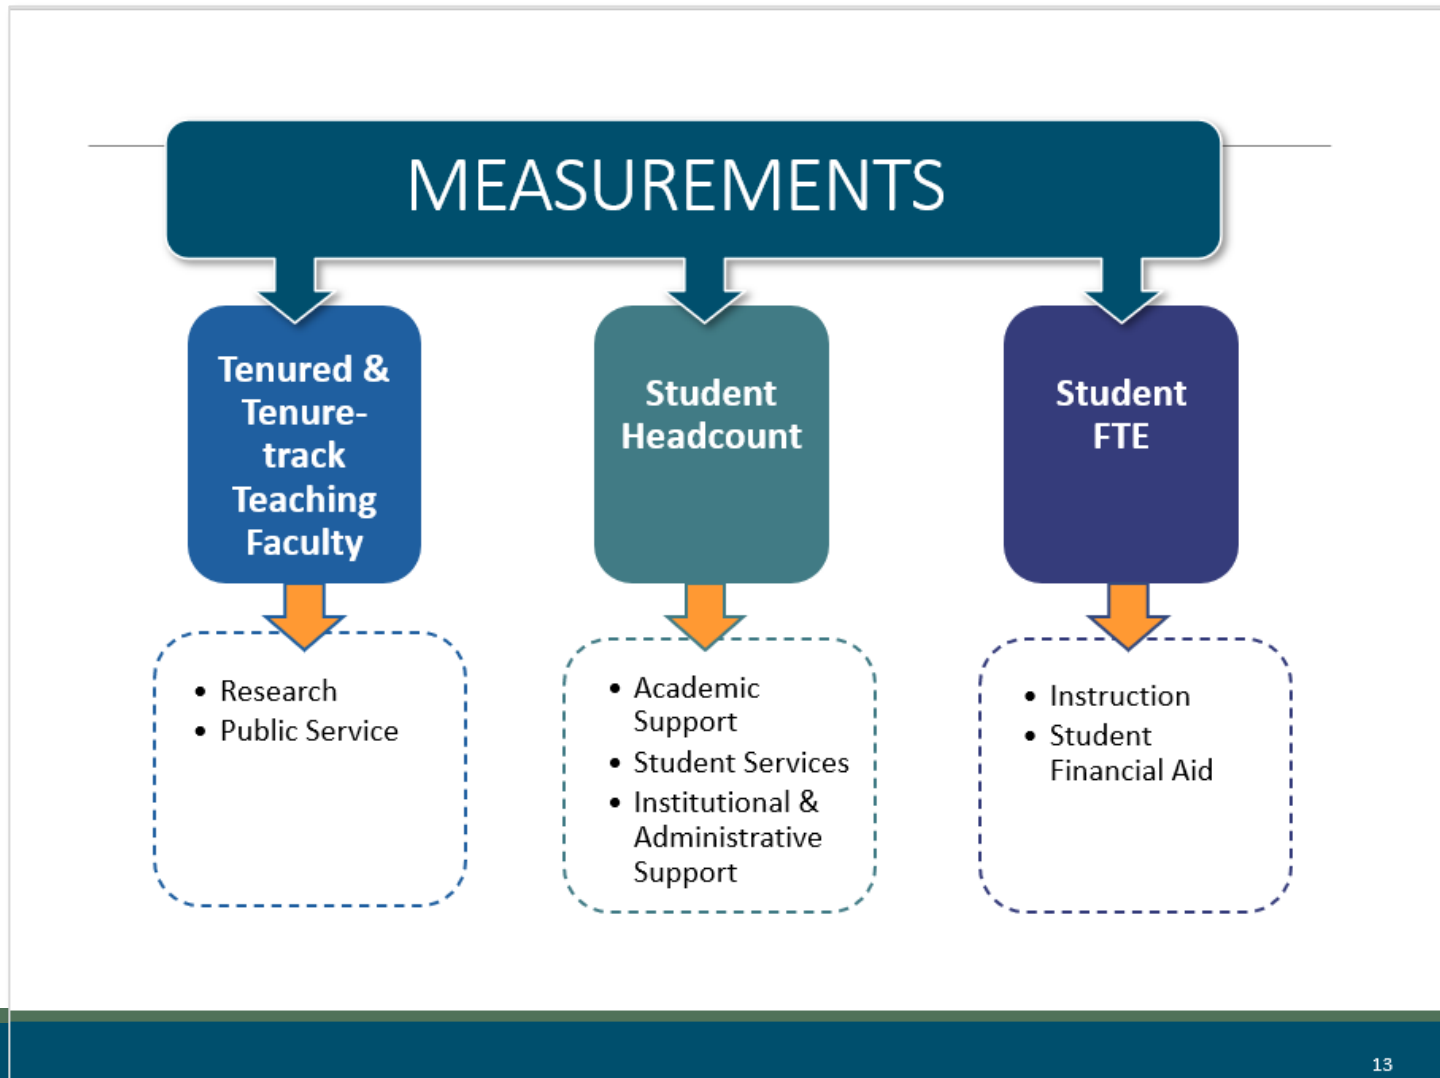 MEASUREMENTS
Tenured &
Tenure-
track
Teaching
Faculty
• Research
• Public Service
Student
Headcount
• Academic
Support
• Student Services
• Institutional &
Administrative
Support
Student
FTE
• Instruction
• Student
Financial Aid
13